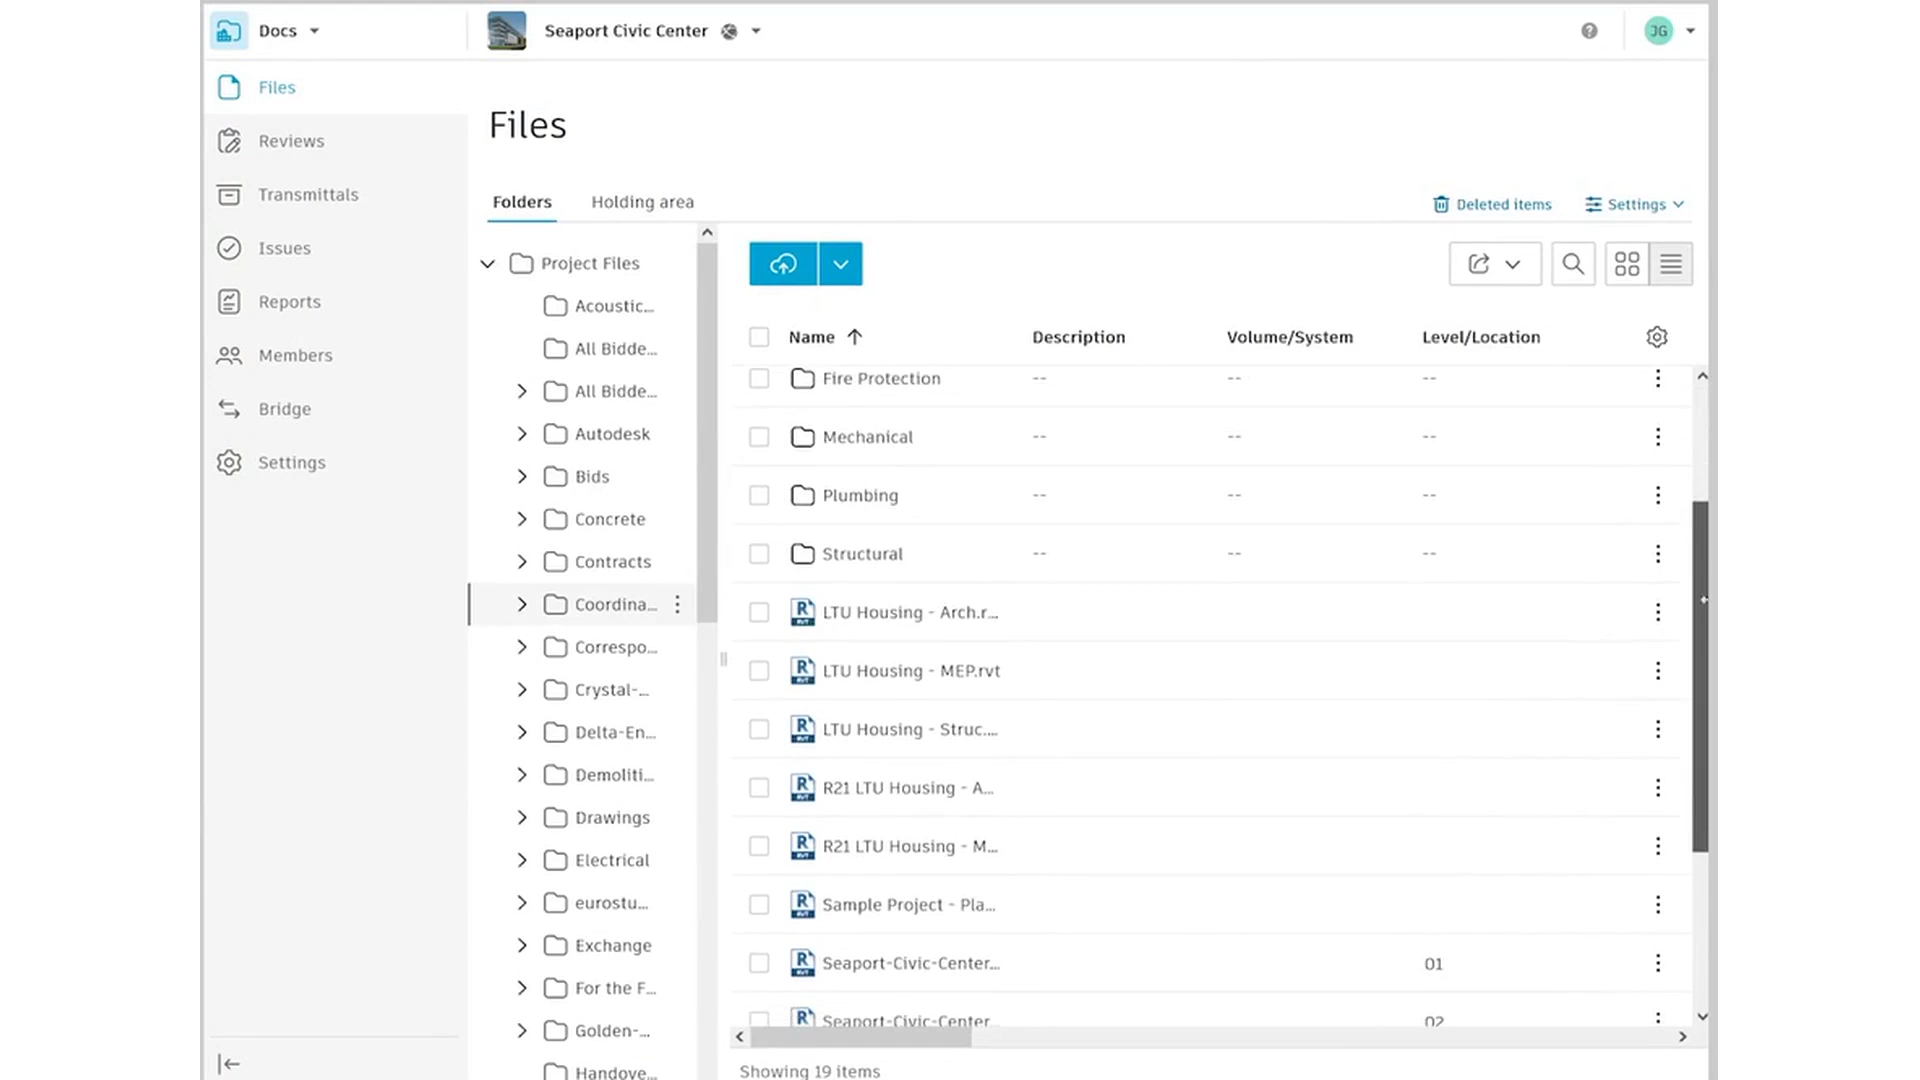 Docs
Seaport Civic Center
JG
Files
Reviews
Transmittals
Issues
Reports
Members
Bridge
Settings
Files
Folders Holding area
Deleted items Settings
Project Files
Acoustic...
All Bidde...
All Bidde...
Autodesk
Bids
Concrete
Contracts
Coordina...
Correspo...
Crystal-...
Delta-En...
Demoliti...
Drawings
Electrical
eurostu...
Exchange
For the F...
Golden-...
Handove...
Name Description Volume/System Level/Location
Fire Protection -- -- --
Mechanical -- -- --
Plumbing -- -- --
Structural -- -- --
LTU Housing - Arch.r...
LTU Housing - MEP.rvt
LTU Housing - Struc....
R21 LTU Housing - A...
R21 LTU Housing - M...
Sample Project - Pla...
Seaport-Civic-Center... 01
Seaport-Civic-Center... 02
Showing 19 items